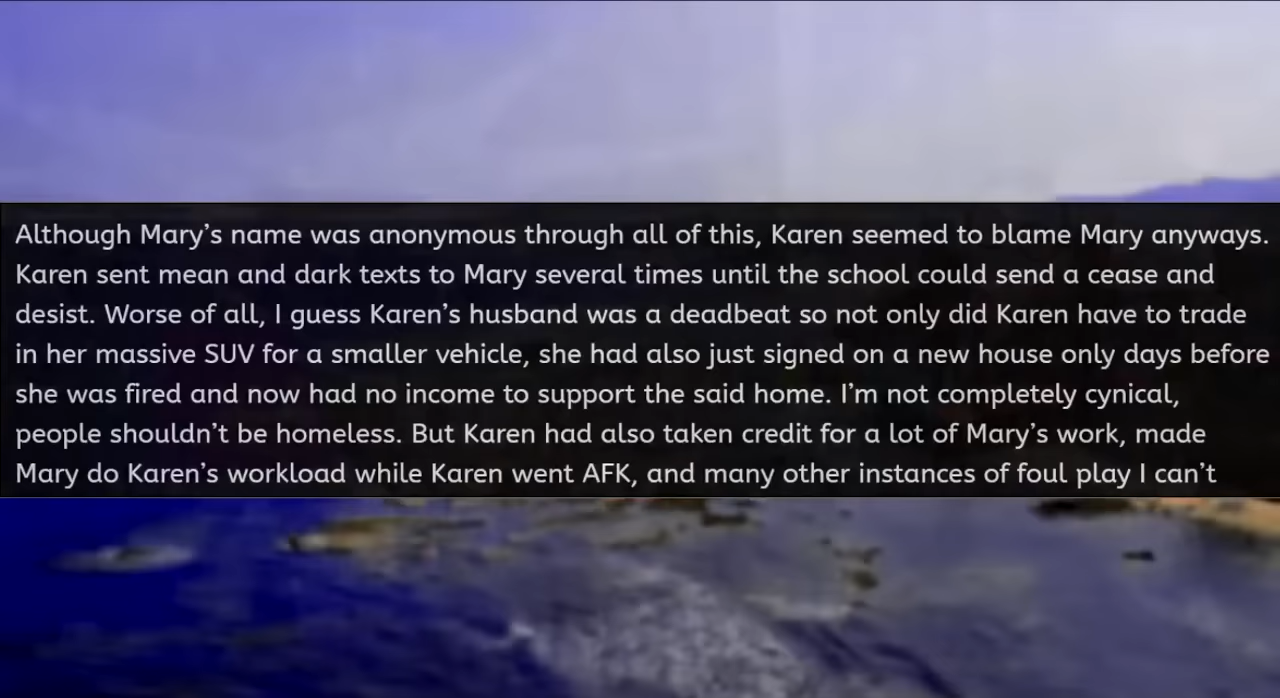 Although Mary’s name was anonymous through all of this, Karen seemed to blame Mary anyways.
Karen sent mean and dark texts to Mary several times until the school could send a cease and
desist. Worse of all, I guess Karen’s husband was a deadbeat so not only did Karen have to trade
in her massive SUV for a smaller vehicle, she had also just signed on a new house only days before
she was fired and now had no income to support the said home. I’m not completely cynical,
people shouldn’t be homeless. But Karen had also taken credit for a lot of Mary’s work, made
Mary do Karen’s workload while Karen went AFK, and many other instances of foul play I can’t